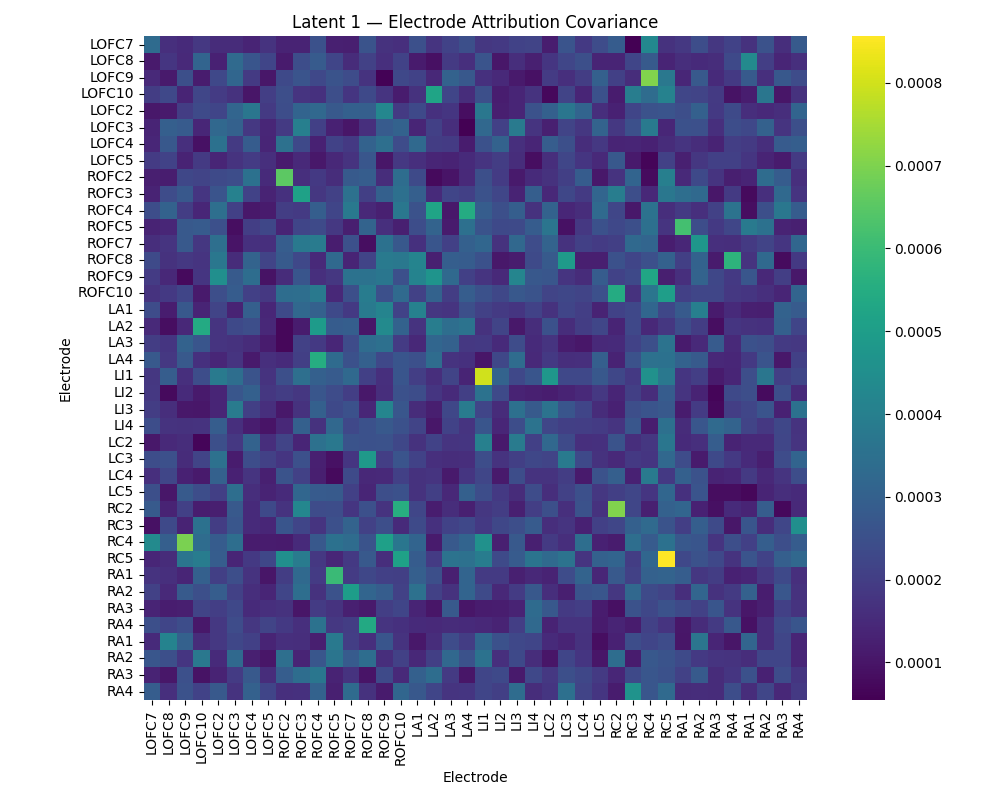 Latent 1 — Electrode Attribution Covariance
Electrode
LOFC7
LOFC8
LOFC9
LOFC10
LOFC2
LOFC3
LOFC4
LOFC5
ROFC2
ROFC3
ROFC4
ROFC5
ROFC7
ROFC8
ROFC9
ROFC10
LA1
LA2
LA3
LA4
LI1
LI2
LI3
LI4
LC2
LC3
LC4
LC5
RC2
RC3
RC4
RC5
RA1
RA2
RA3
RA4
RA1
RA2
RA3
RA4
LOFC7
LOFC8
LOFC9
LOFC10
LOFC2
LOFC3
LOFC4
LOFC5
ROFC2
ROFC3
ROFC4
ROFC5
ROFC7
ROFC8
ROFC9
ROFC10
LA1
LA2
LA3
LA4
LI1
LI2
LI3
LI4
LC2
LC3
LC4
LC5
RC2
RC3
RC4
RC5
RA1
RA2
RA3
RA4
RA1
RA2
RA3
RA4
Electrode
0.0008
0.0007
0.0006
0.0005
0.0004
0.0003
0.0002
0.0001